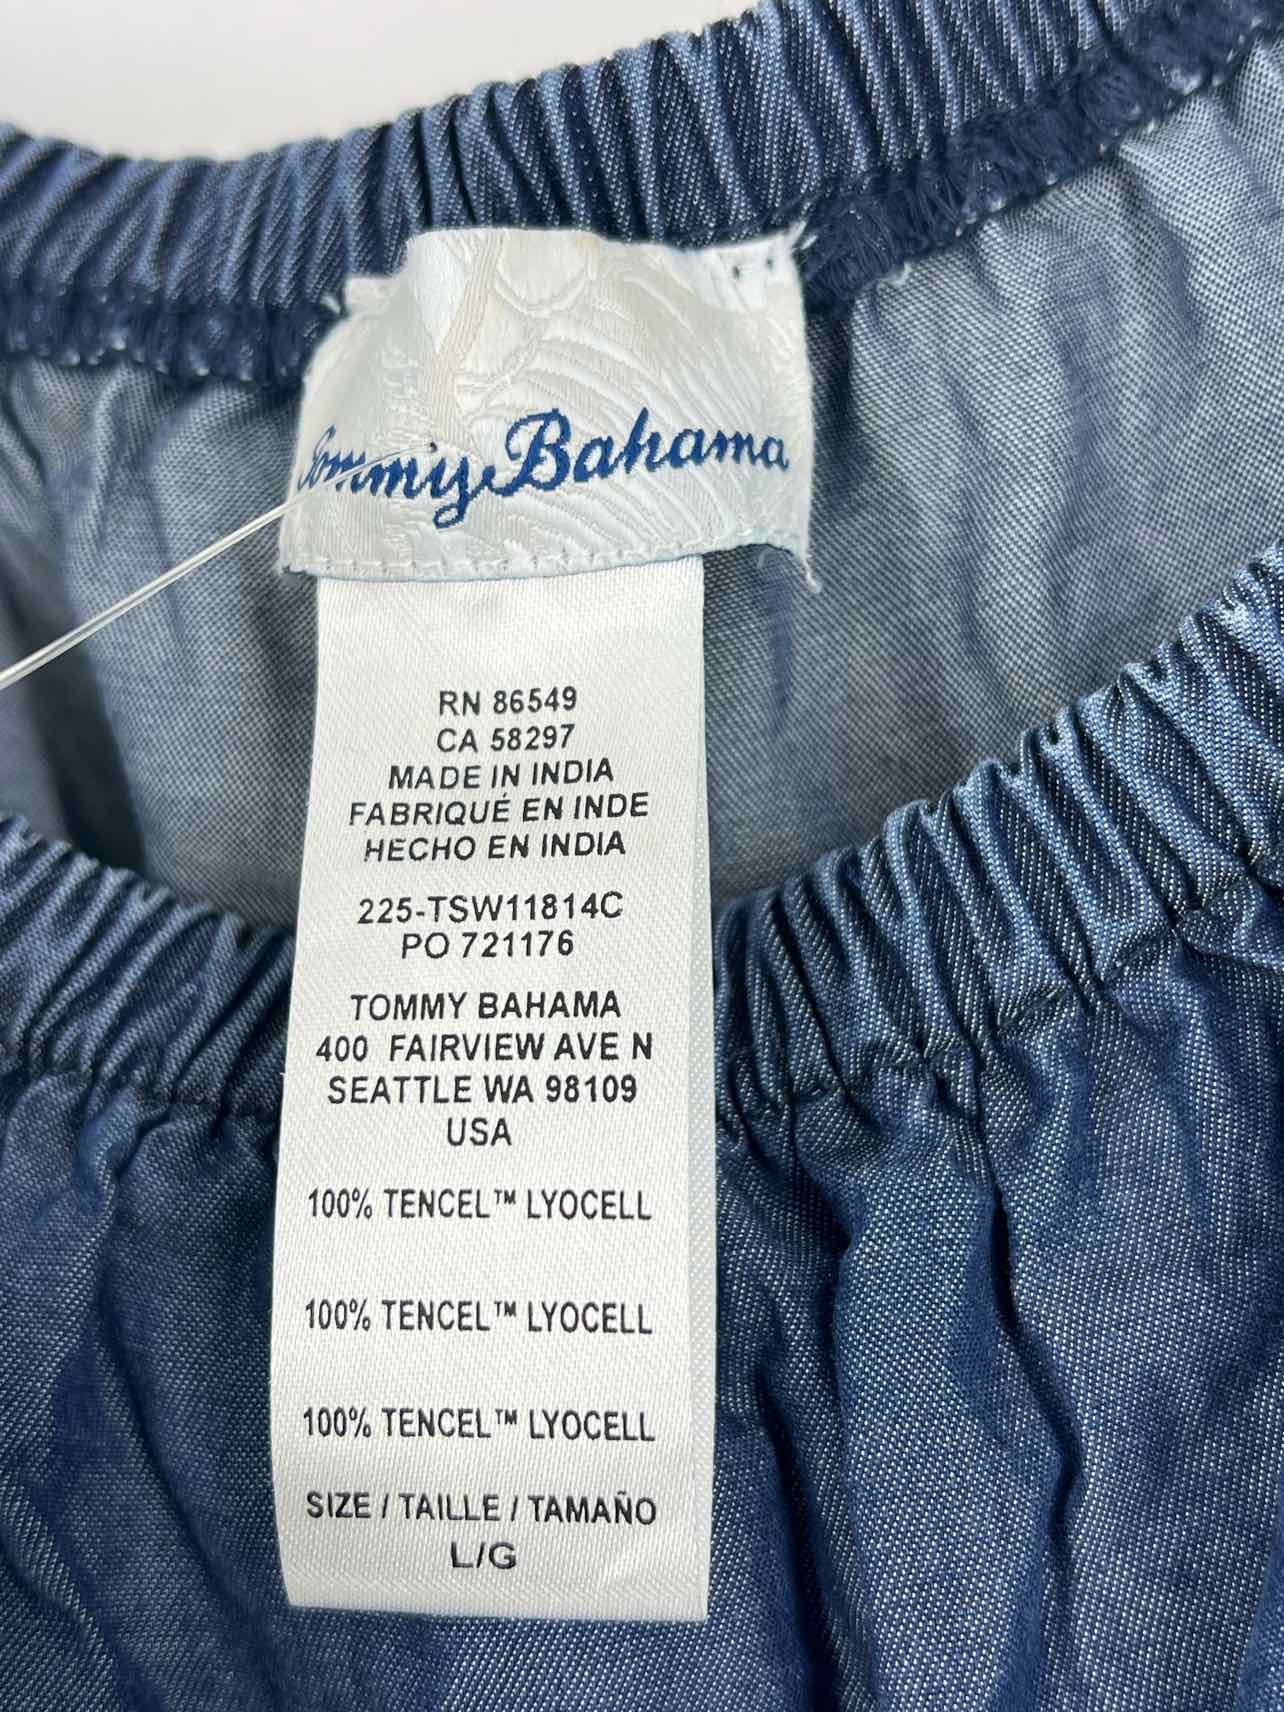 Tommy Bahama
RN 86549
CA 58297
MADE IN INDIA
FABRIQUÉ EN INDE
HECHO EN INDIA
225-TSW11814C
PO 721176
TOMMY BAHAMA
400 FAIRVIEW AVE N
SEATTLE WA 98109
USA
100% TENCEL™ LYOCELL
100% TENCEL™ LYOCELL
100% TENCEL™ LYOCELL
SIZE / TAILLE / TAMAÑO
L/G